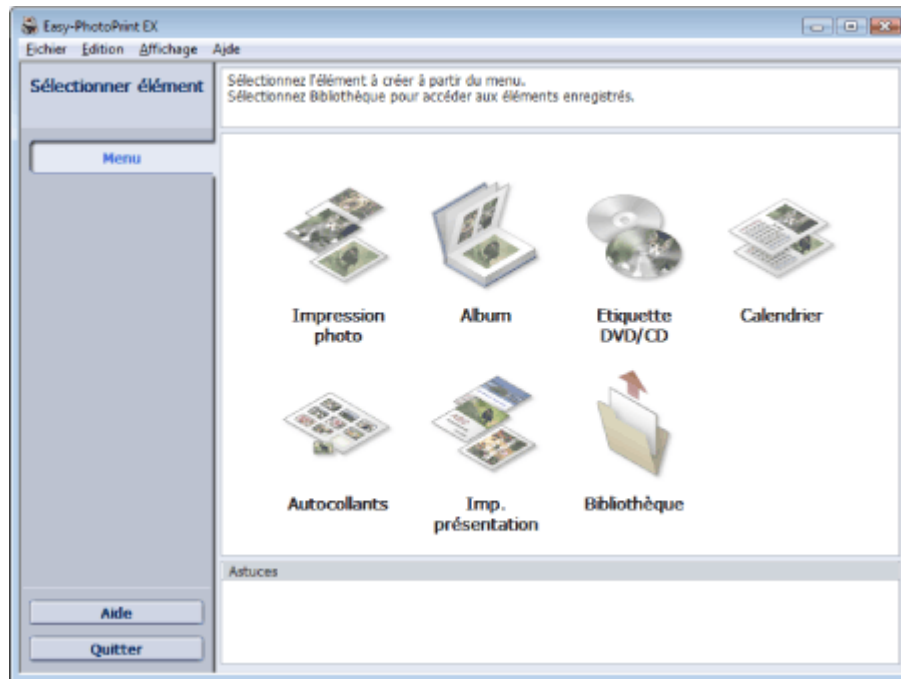 Easy-PhotoPrint EX
Fichier Edition Affichage Aide
Sélectionner élément
Sélectionnez l'élément à créer à partir du menu.
Sélectionnez Bibliothèque pour accéder aux éléments enregistrés.
Menu
Impression photo
Album
Etiquette DVD/CD
Calendrier
Autocollants
Imp. présentation
Bibliothèque
Astuces
Aide
Quitter